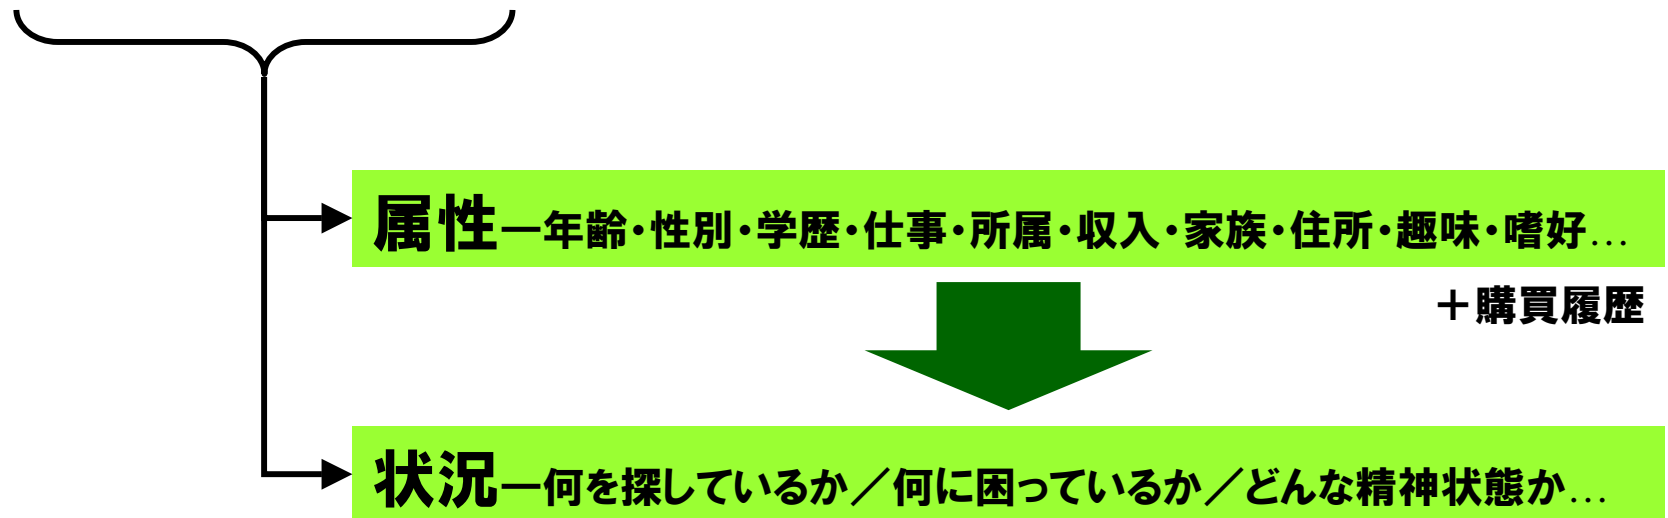 属性―年齢・性別・学歴・仕事・所属・収入・家族・住所・趣味・嗜好…
＋購買履歴
状況―何を探しているか／何に困っているか／どんな精神状態か…